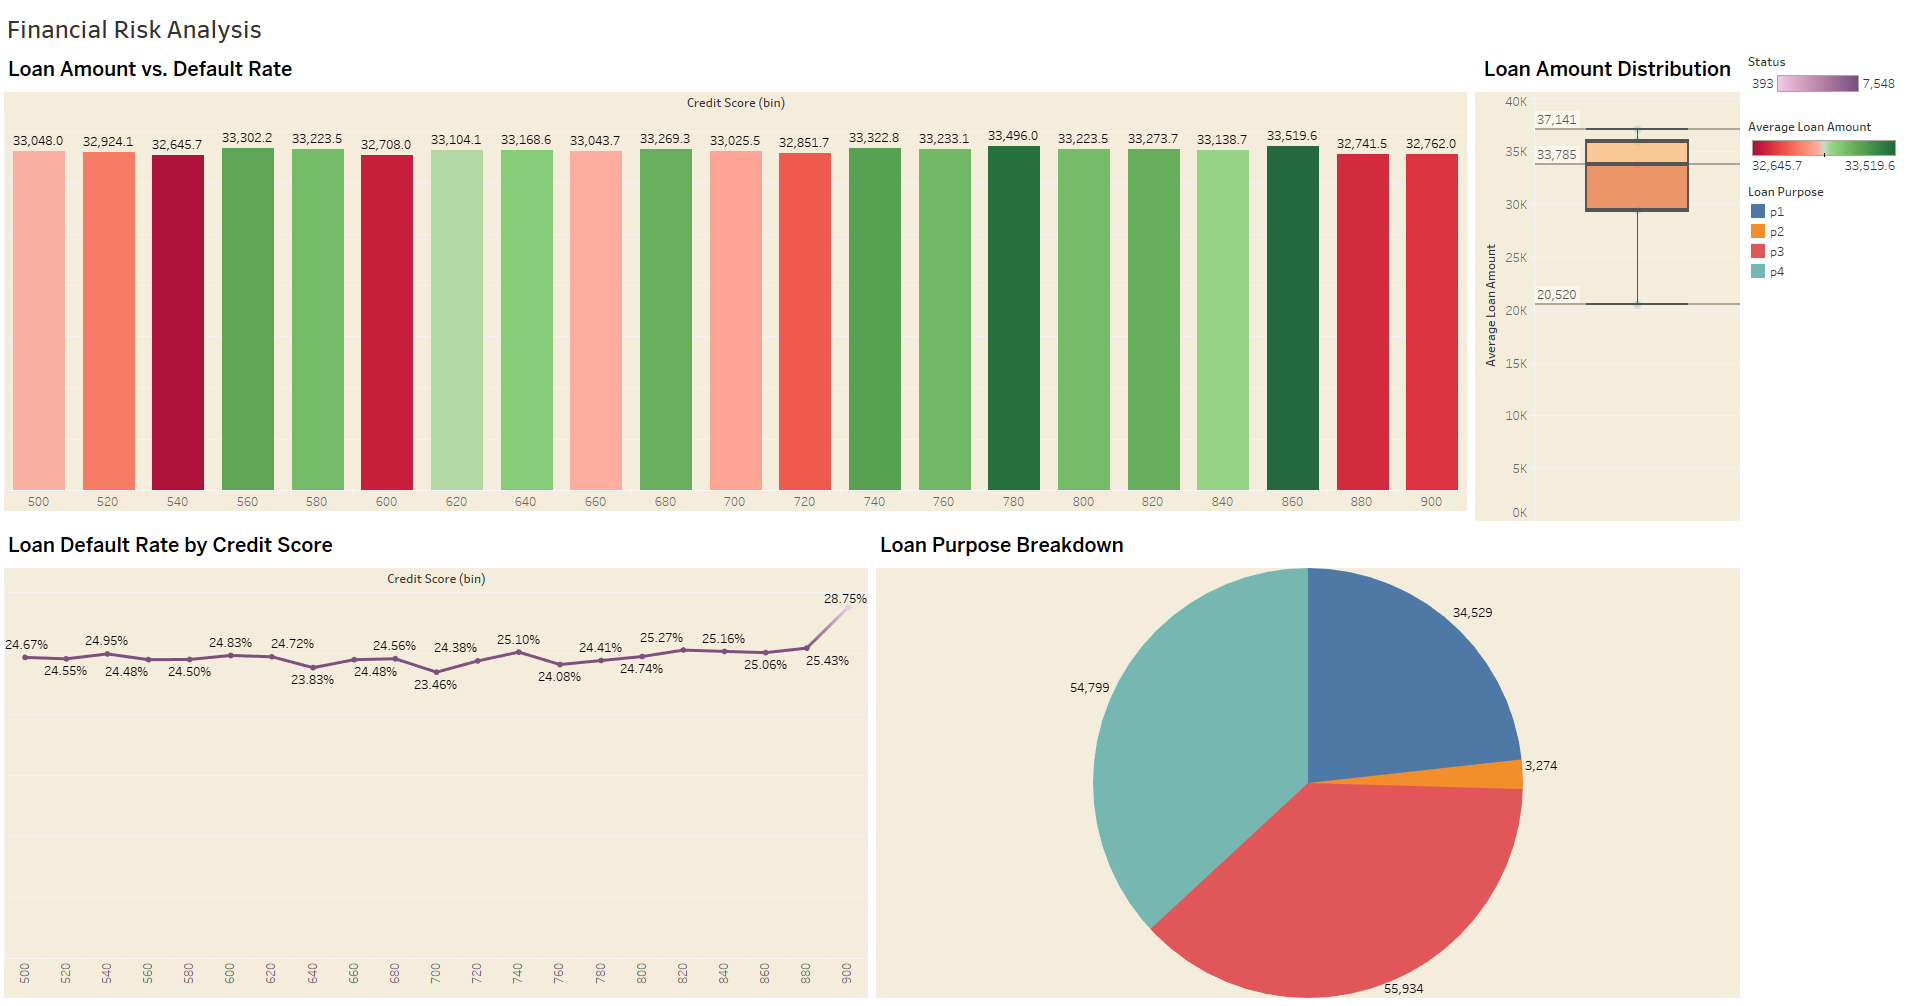 Financial Risk Analysis
Loan Amount vs. Default Rate
Credit Score (bin)
33,048.0 32,924.1 32,645.7 33,302.2 33,223.5 32,708.0 33,104.1 33,168.6 33,043.7 33,269.3 33,025.5 32,851.7 33,322.8 33,233.1 33,496.0 33,223.5 33,273.7 33,138.7 33,519.6 32,741.5 32,762.0
500 520 540 560 580 600 620 640 660 680 700 720 740 760 780 800 820 840 860 880 900
Loan Amount Distribution
Average Loan Amount
40K
37,141
35K
33,785
30K
25K
20,520
20K
15K
10K
5K
0K
Status
393 7,548
Average Loan Amount
32,645.7 33,519.6
Loan Purpose
p1
p2
p3
p4
Loan Default Rate by Credit Score
Credit Score (bin)
24.67% 24.55% 24.95% 24.48% 24.50% 24.83% 24.72% 23.83% 24.48% 24.56% 23.46% 24.38% 25.10% 24.08% 24.41% 24.74% 25.27% 25.16% 25.06% 25.43% 28.75%
500 520 540 560 580 600 620 640 660 680 700 720 740 760 780 800 820 840 860 880 900
Loan Purpose Breakdown
34,529
3,274
55,934
54,799